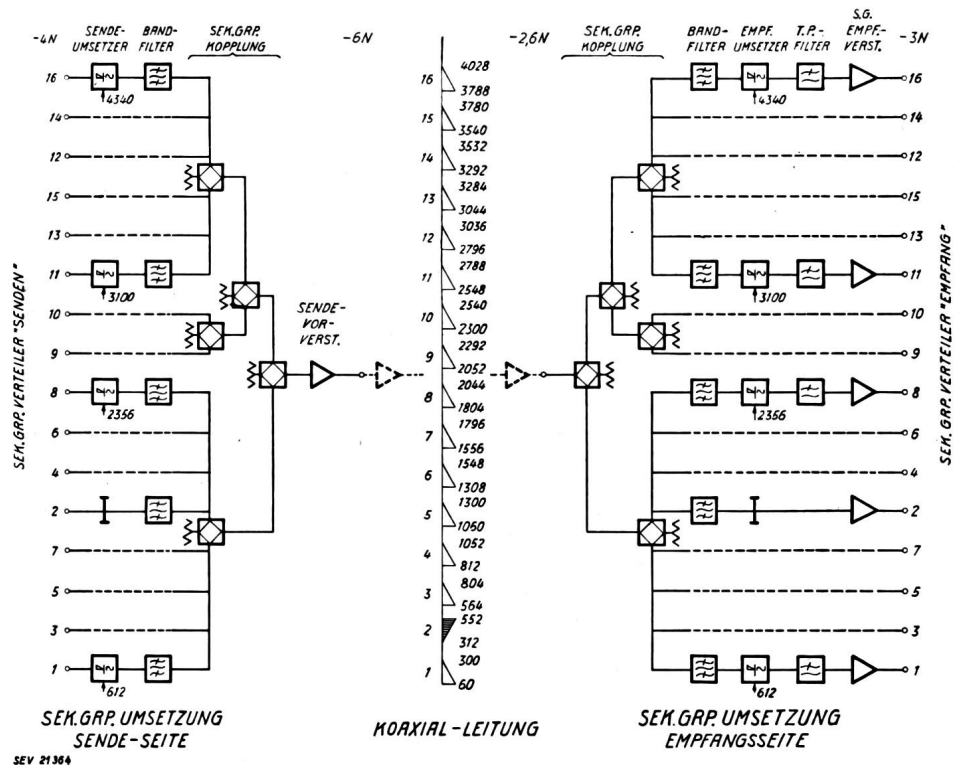 -4N
SENDE-
UMSETZER
BAND-
FILTER
SEK.GRP.
KOPPLUNG
-6N
-2,6N
SEK.GRP.
KOPPLUNG
BAND-
FILTER
EMPF.
UMSETZER
T.P.-
FILTER
S.G.
EMPF.-
VERST.
-3N
SEK.GRP. VERTEILER "SENDEN"
16
4340
14
12
15
13
11
3100
10
9
8
2356
6
4
2
7
5
3
1
612
SENDE-
VOR-
VERST.
16
4028
3788
15
3780
3540
14
3532
3292
13
3284
3044
12
3036
2796
11
2788
2548
10
2540
2300
9
2292
2052
8
2044
1804
7
1796
1556
6
1548
1308
5
1300
1060
4
1052
812
3
804
564
2
552
312
1
300
60
4340
16
14
12
15
13
3100
11
10
9
2356
8
6
4
2
7
5
3
612
1
SEK.GRP. VERTEILER "EMPFANG"
SEK.GRP. UMSETZUNG
SENDE-SEITE
KOAXIAL-LEITUNG
SEK.GRP. UMSETZUNG
EMPFANGSSEITE
SEV 21364